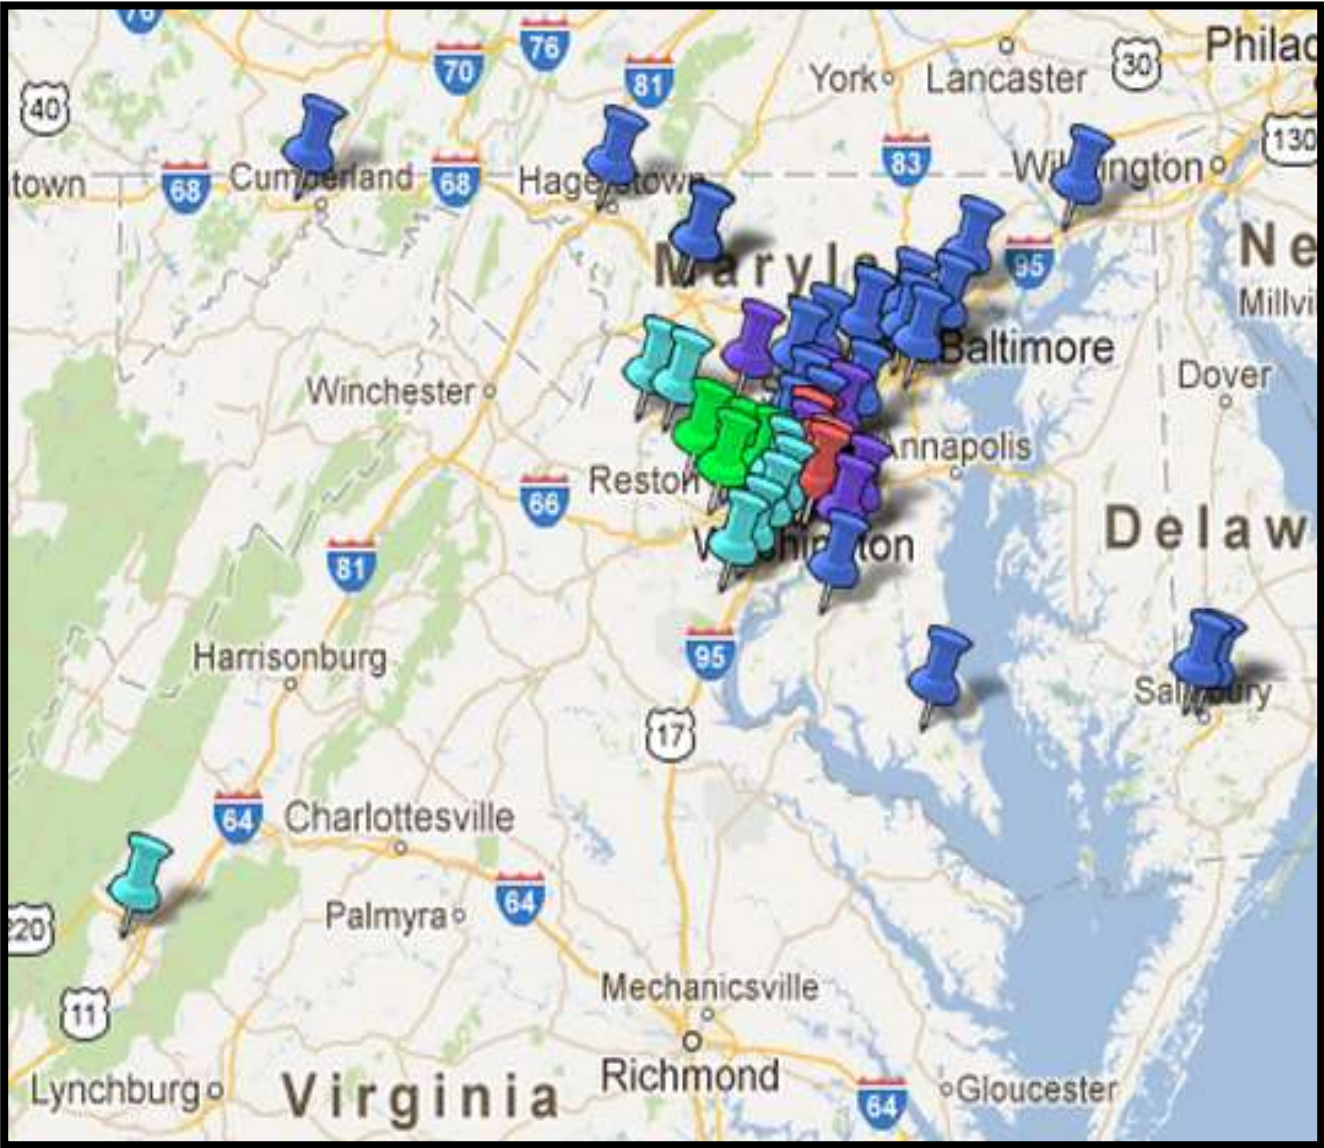 76
76
70
81
York
Lancaster
30
Philad
40
130
83
town
68
Cumberland
68
Hagerstown
Wilmington
Maryla
95
Ne
Millvi
Baltimore
Winchester
Dover
Annapolis
Reston
66
Washington
Delaw
81
Harrisonburg
95
Salisbury
17
64
Charlottesville
64
Palmyra
220
Mechanicsville
11
Richmond
Lynchburg
Virginia
64
Gloucester